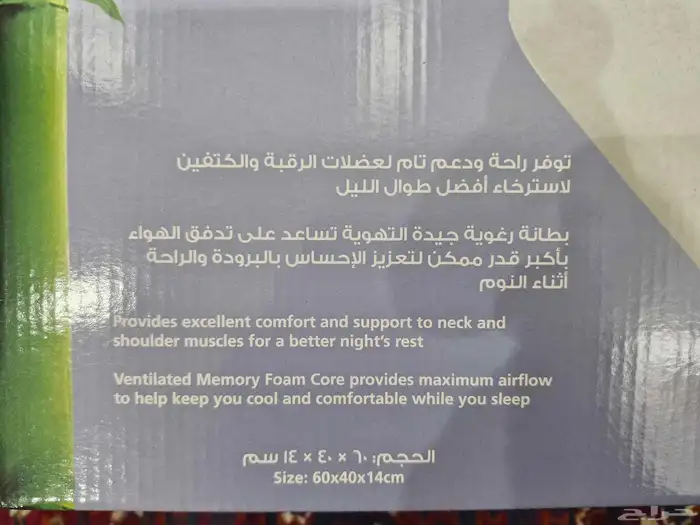 توفر راحة ودعم تام لعضلات الرقبة والكتفين
لاسترخاء أفضل طوال الليل
بطانة رغوية جيدة التهوية تساعد على تدفق الهواء
بأكبر قدر ممكن لتعزيز الإحساس بالبرودة والراحة
أثناء النوم
Provides excellent comfort and support to neck and
shoulder muscles for a better night's rest
Ventilated Memory Foam Core provides maximum airflow
to help keep you cool and comfortable while you sleep
الحجم: ٦٠ × ٤٠ × ١٤ سم
Size: 60x40x14cm
حراج